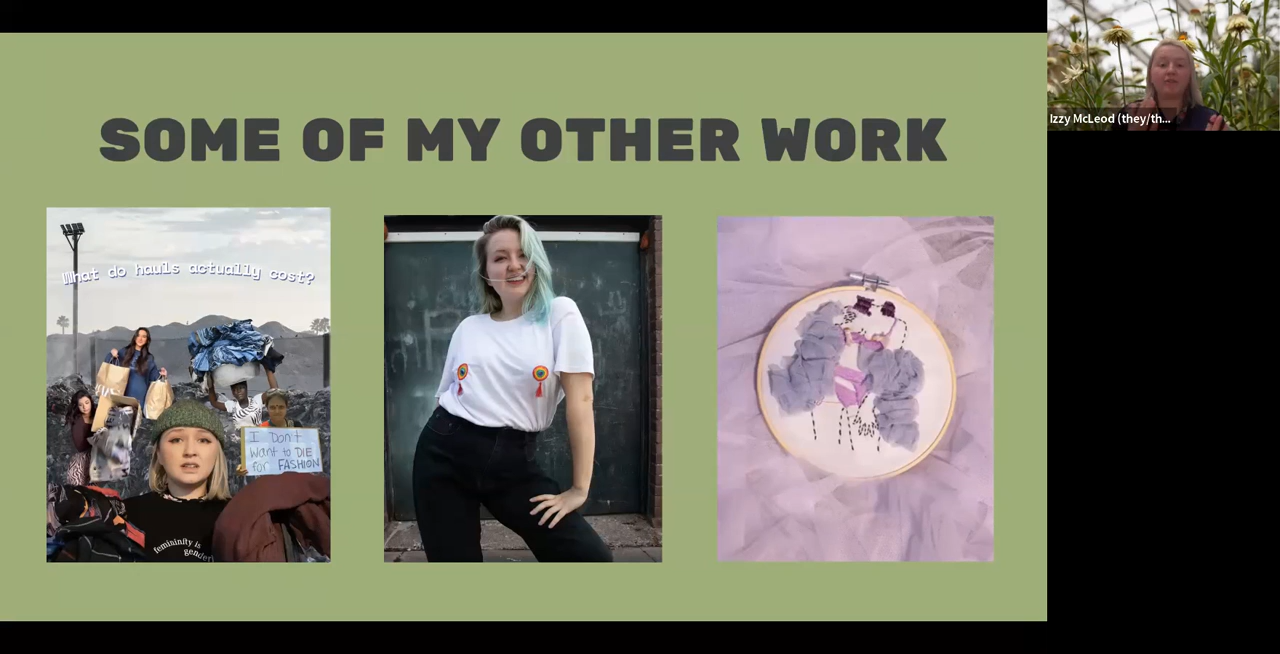 SOME OF MY OTHER WORK
What do hauls actually cost?
I Don't
Want to DIE
for FASHION
femininity is
Izzy McLeod (they/th...